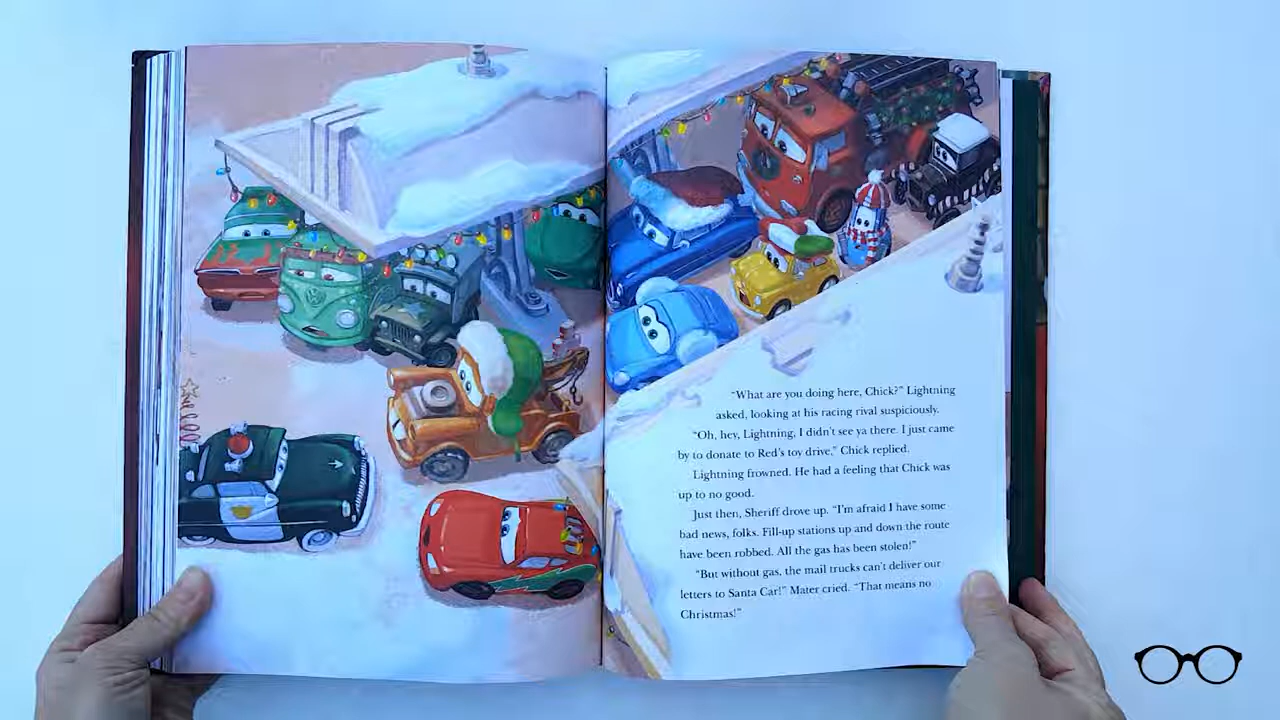 “What are you doing here, Chick?” Lightning
asked, looking at his racing rival suspiciously.
“Oh, hey, Lightning, I didn’t see ya there. I just came
by to donate to Red’s toy drive,” Chick replied.
Lightning frowned. He had a feeling that Chick was
up to no good.
Just then, Sheriff drove up. “I’m afraid I have some
bad news, folks. Fill-up stations up and down the route
have been robbed. All the gas has been stolen!”
“But without gas, the mail trucks can’t deliver our
letters to Santa Car!” Mater cried. “That means no
Christmas!”